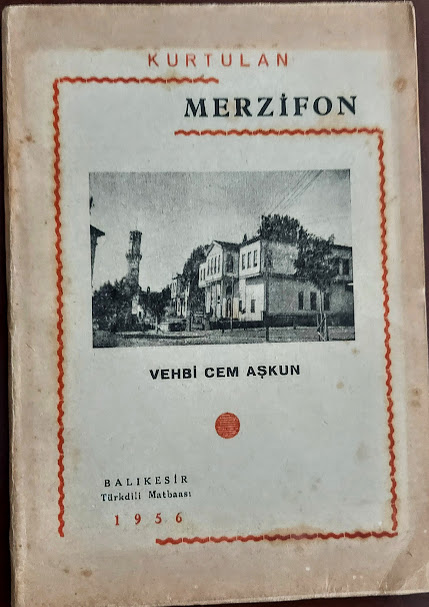 KURTULAN
MERZİFON
VEHBİ CEM AŞKUN
BALIKESİR
Türkdili Matbaası
1956